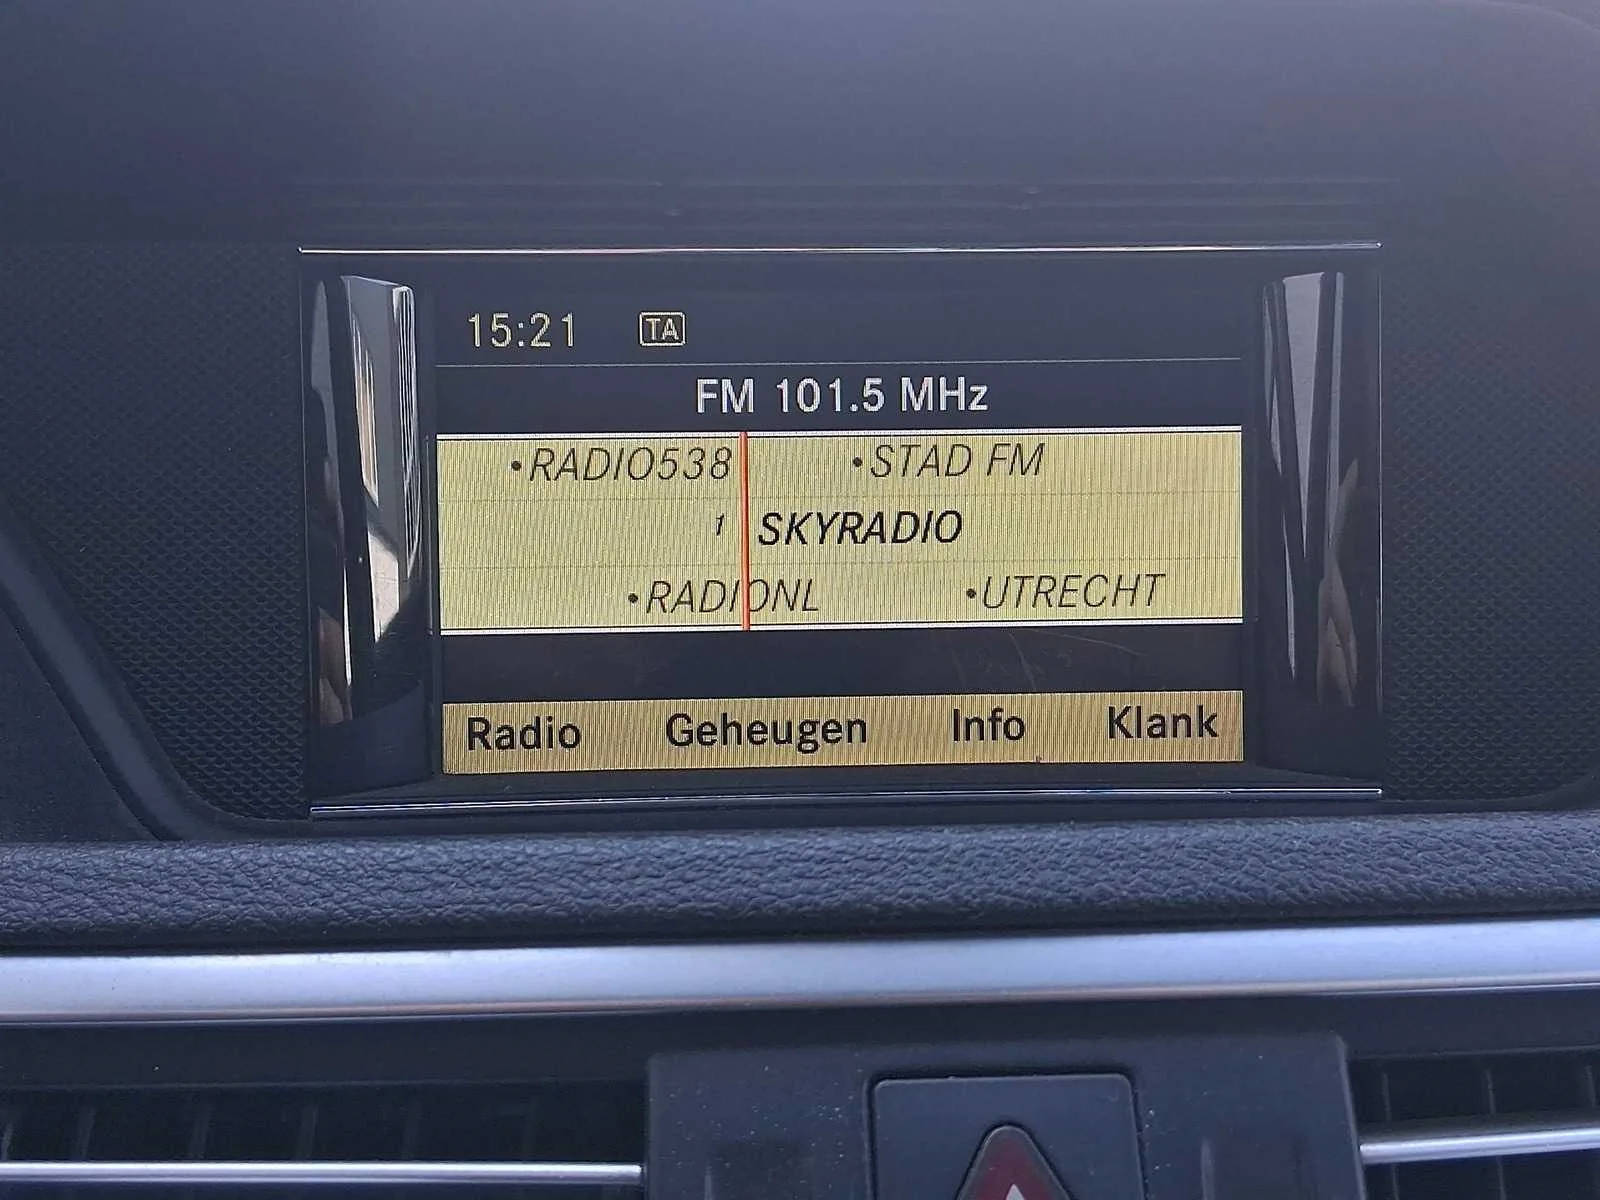 15:21 TA
FM 101.5 MHz
•RADIO538 •STAD FM
1 SKYRADIO
•RADIONL •UTRECHT
Radio Geheugen Info Klank